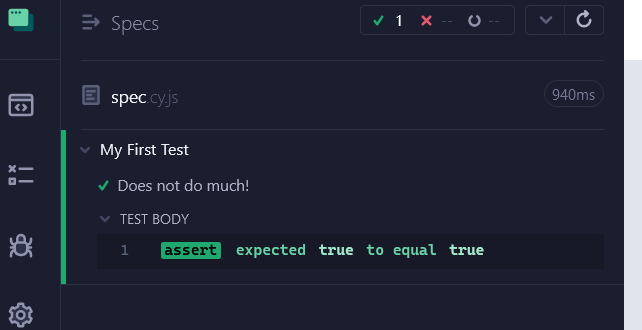 Specs 1 -- --
spec.cy.js 940ms
My First Test
Does not do much!
TEST BODY
1 assert expected true to equal true